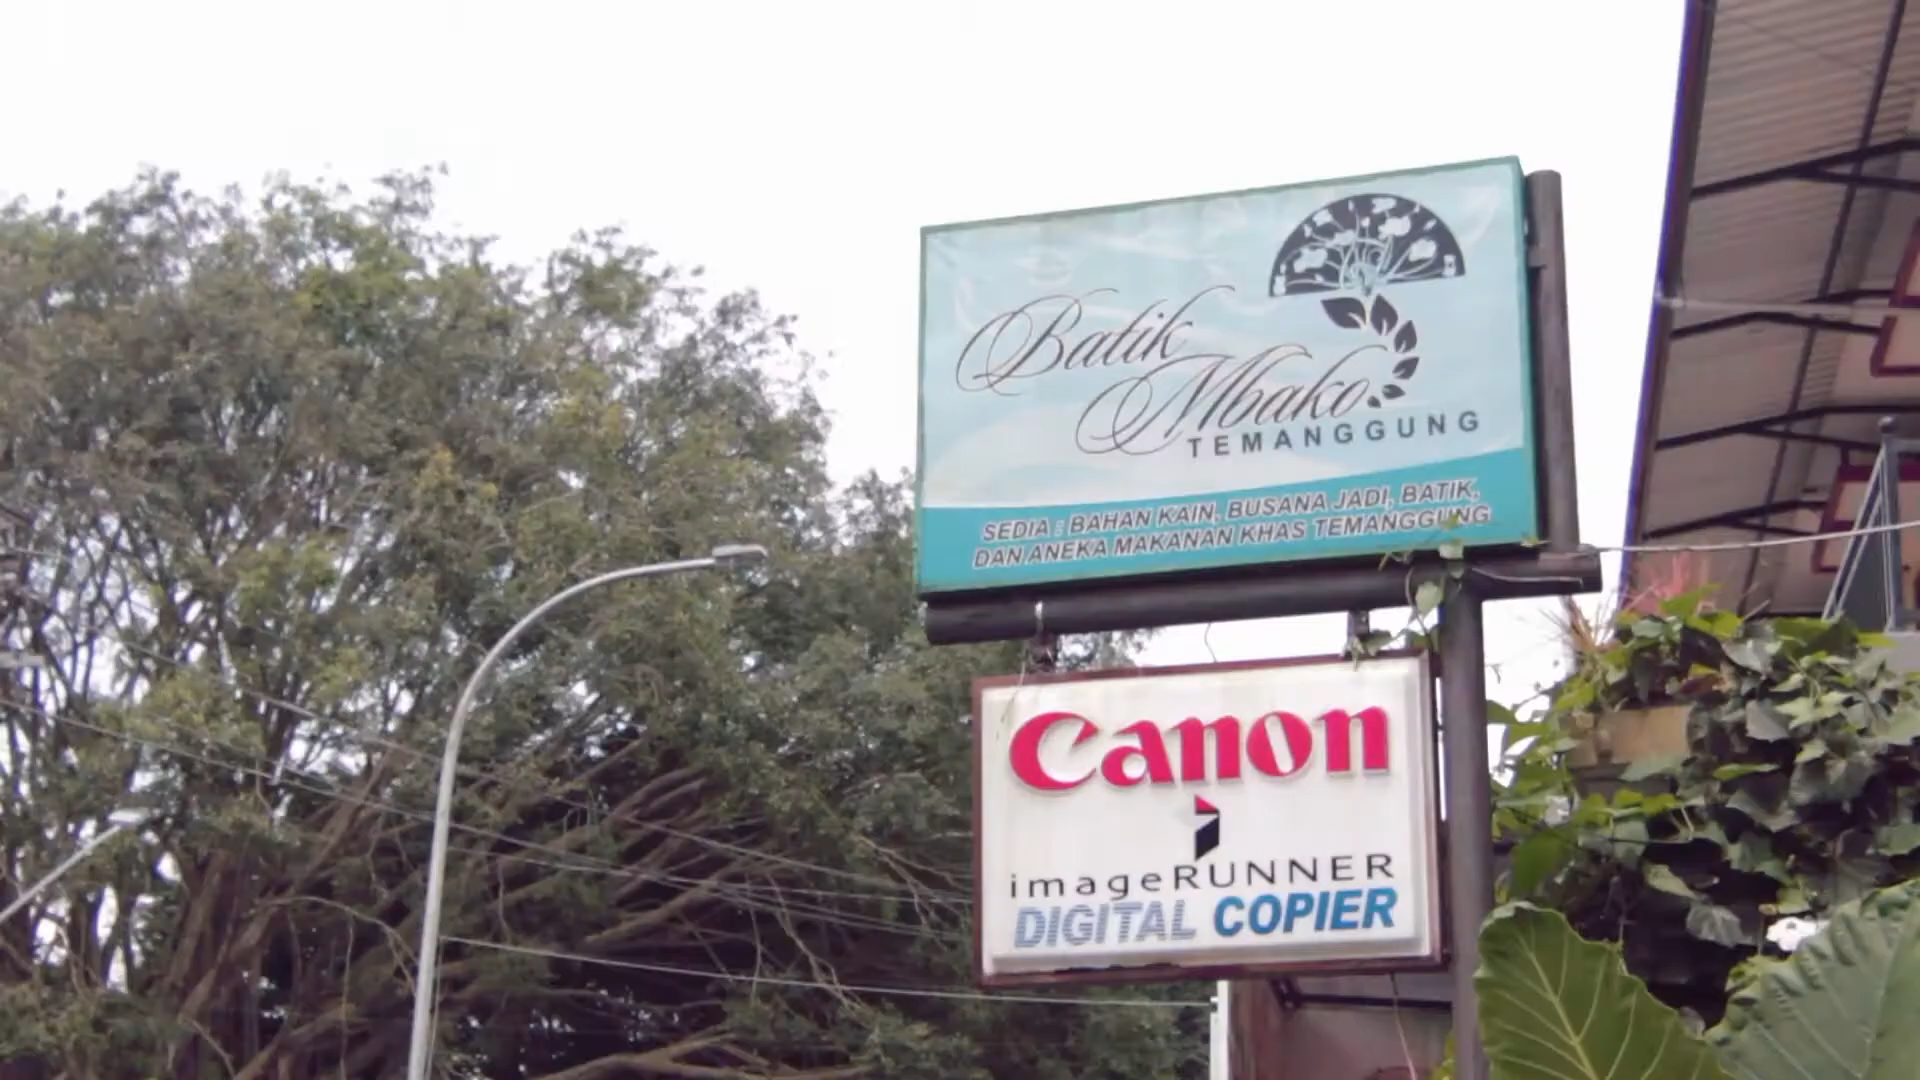 Batik
Mbako
TEMANGGUNG
SEDIA : BAHAN KAIN, BUSANA JADI, BATIK,
DAN ANEKA MAKANAN KHAS TEMANGGUNG
Canon
imageRUNNER
DIGITAL COPIER